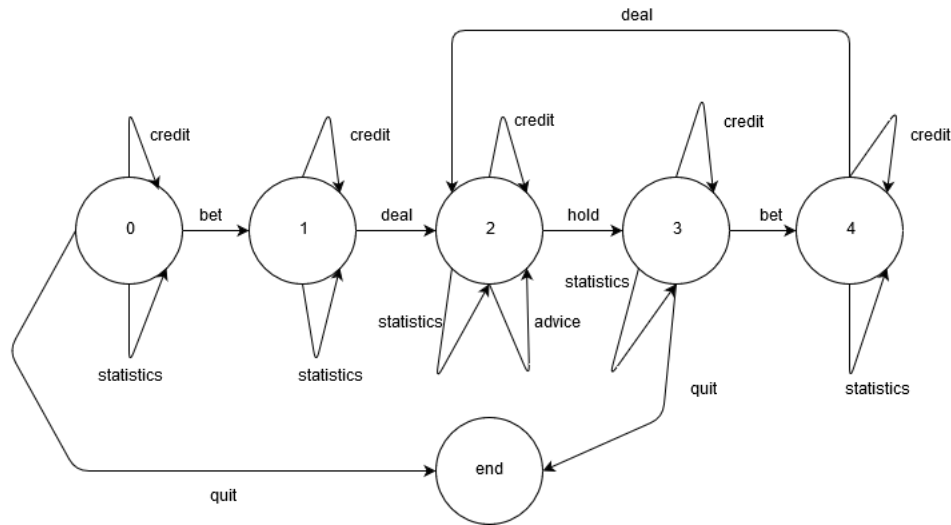 deal
credit
credit
credit
credit
credit
0
bet
1
deal
2
hold
3
bet
4
statistics
statistics
statistics
advice
statistics
statistics
quit
end
quit